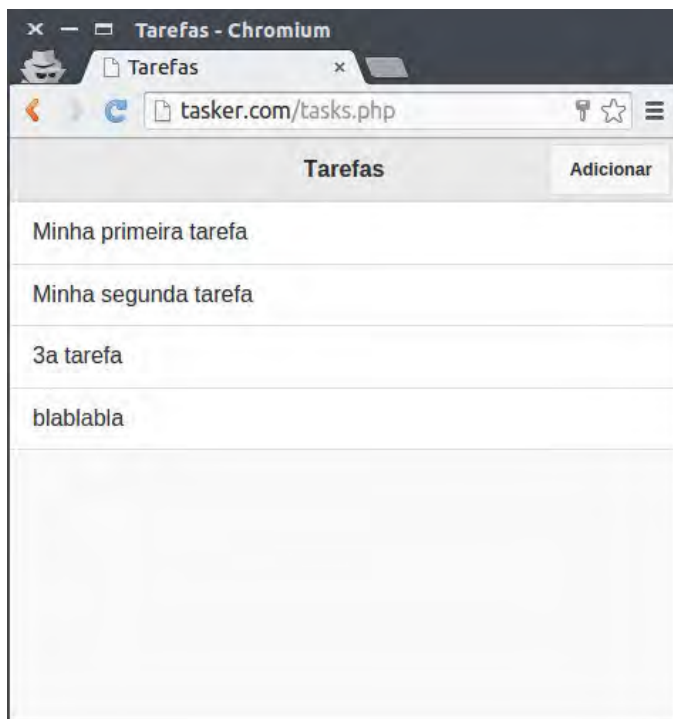 Tarefas - Chromium
Tarefas
tasker.com/tasks.php
Tarefas Adicionar
Minha primeira tarefa
Minha segunda tarefa
3a tarefa
blablabla